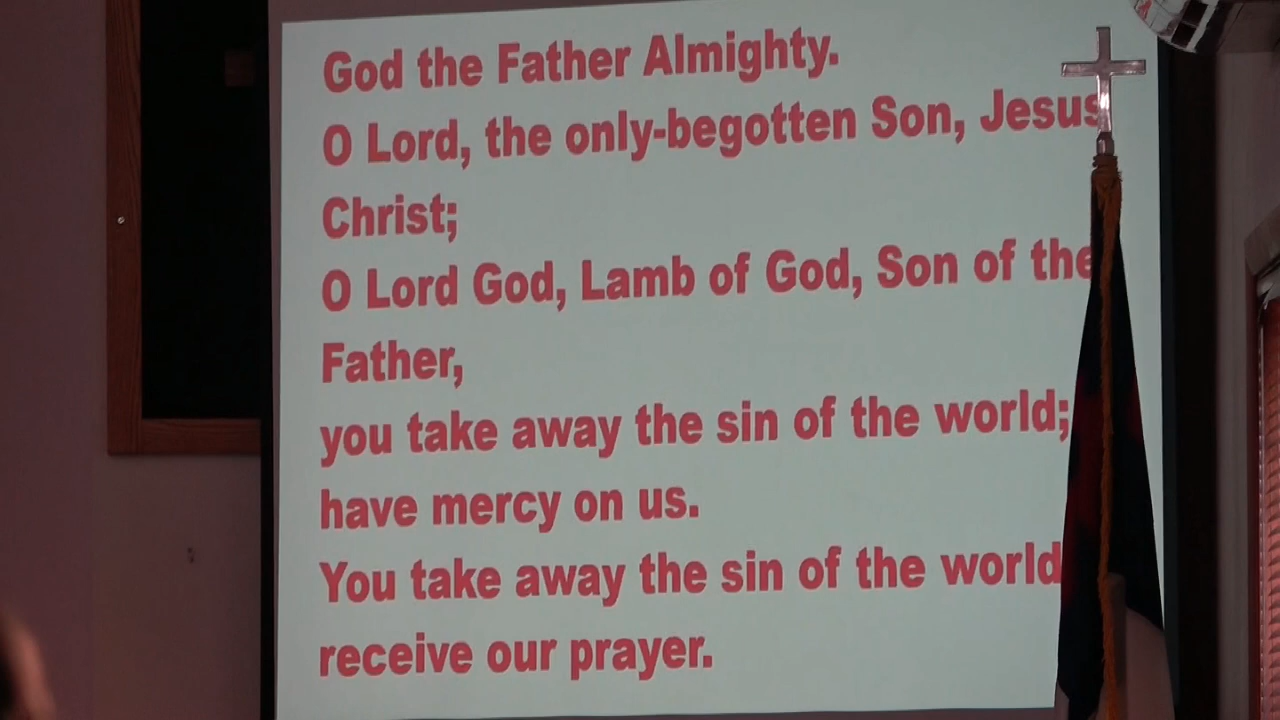 God the Father Almighty.
O Lord, the only-begotten Son, Jesus
Christ;
O Lord God, Lamb of God, Son of the
Father,
you take away the sin of the world;
have mercy on us.
You take away the sin of the world
receive our prayer.